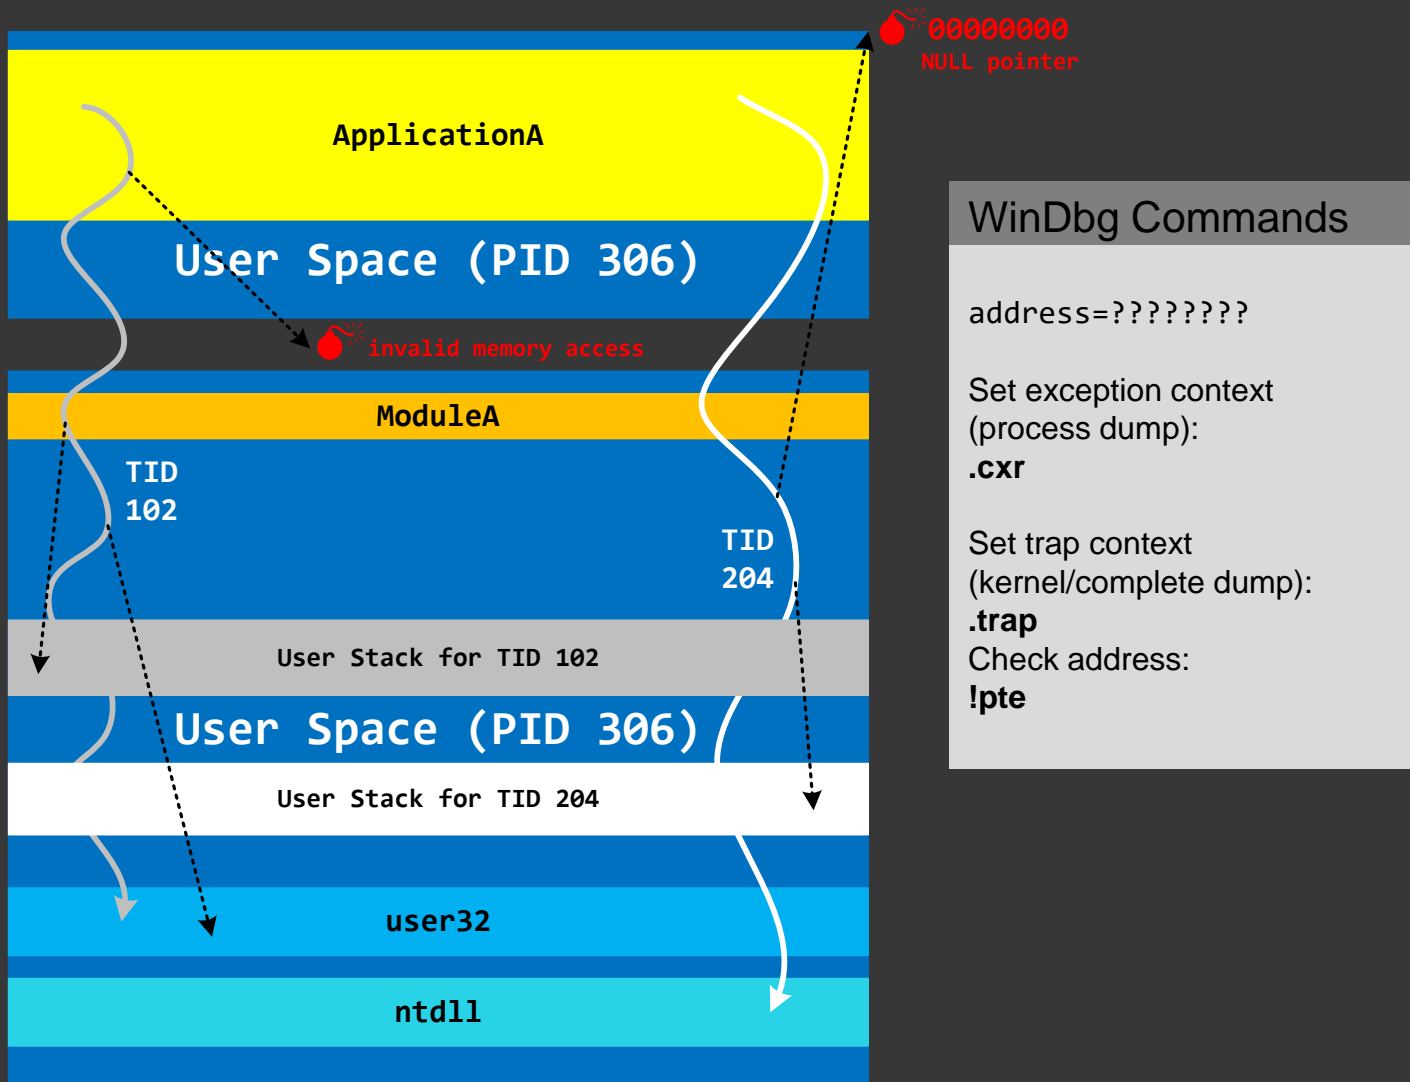 00000000
NULL pointer
ApplicationA
User Space (PID 306)
invalid memory access
ModuleA
TID
102
TID
204
User Stack for TID 102
User Space (PID 306)
User Stack for TID 204
user32
ntdll
WinDbg Commands
address=????????
Set exception context
(process dump):
.cxr
Set trap context
(kernel/complete dump):
.trap
Check address:
!pte